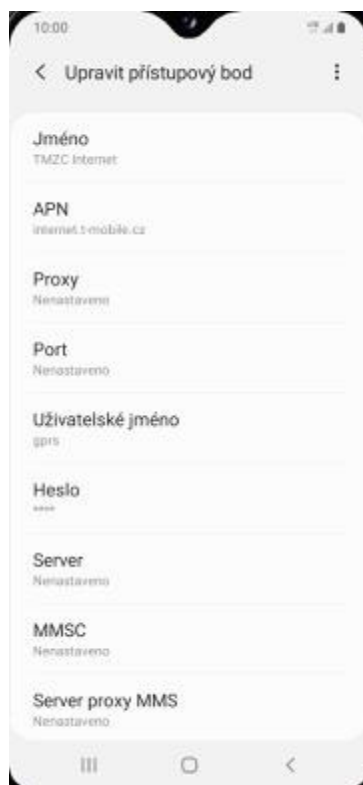 10:00
Upravit přístupový bod
Jméno
TMZC Internet
APN
internet.t-mobile.cz
Proxy
Nenastaveno
Port
Nenastaveno
Uživatelské jméno
gprs
Heslo
****
Server
Nenastaveno
MMSC
Nenastaveno
Server proxy MMS
Nenastaveno